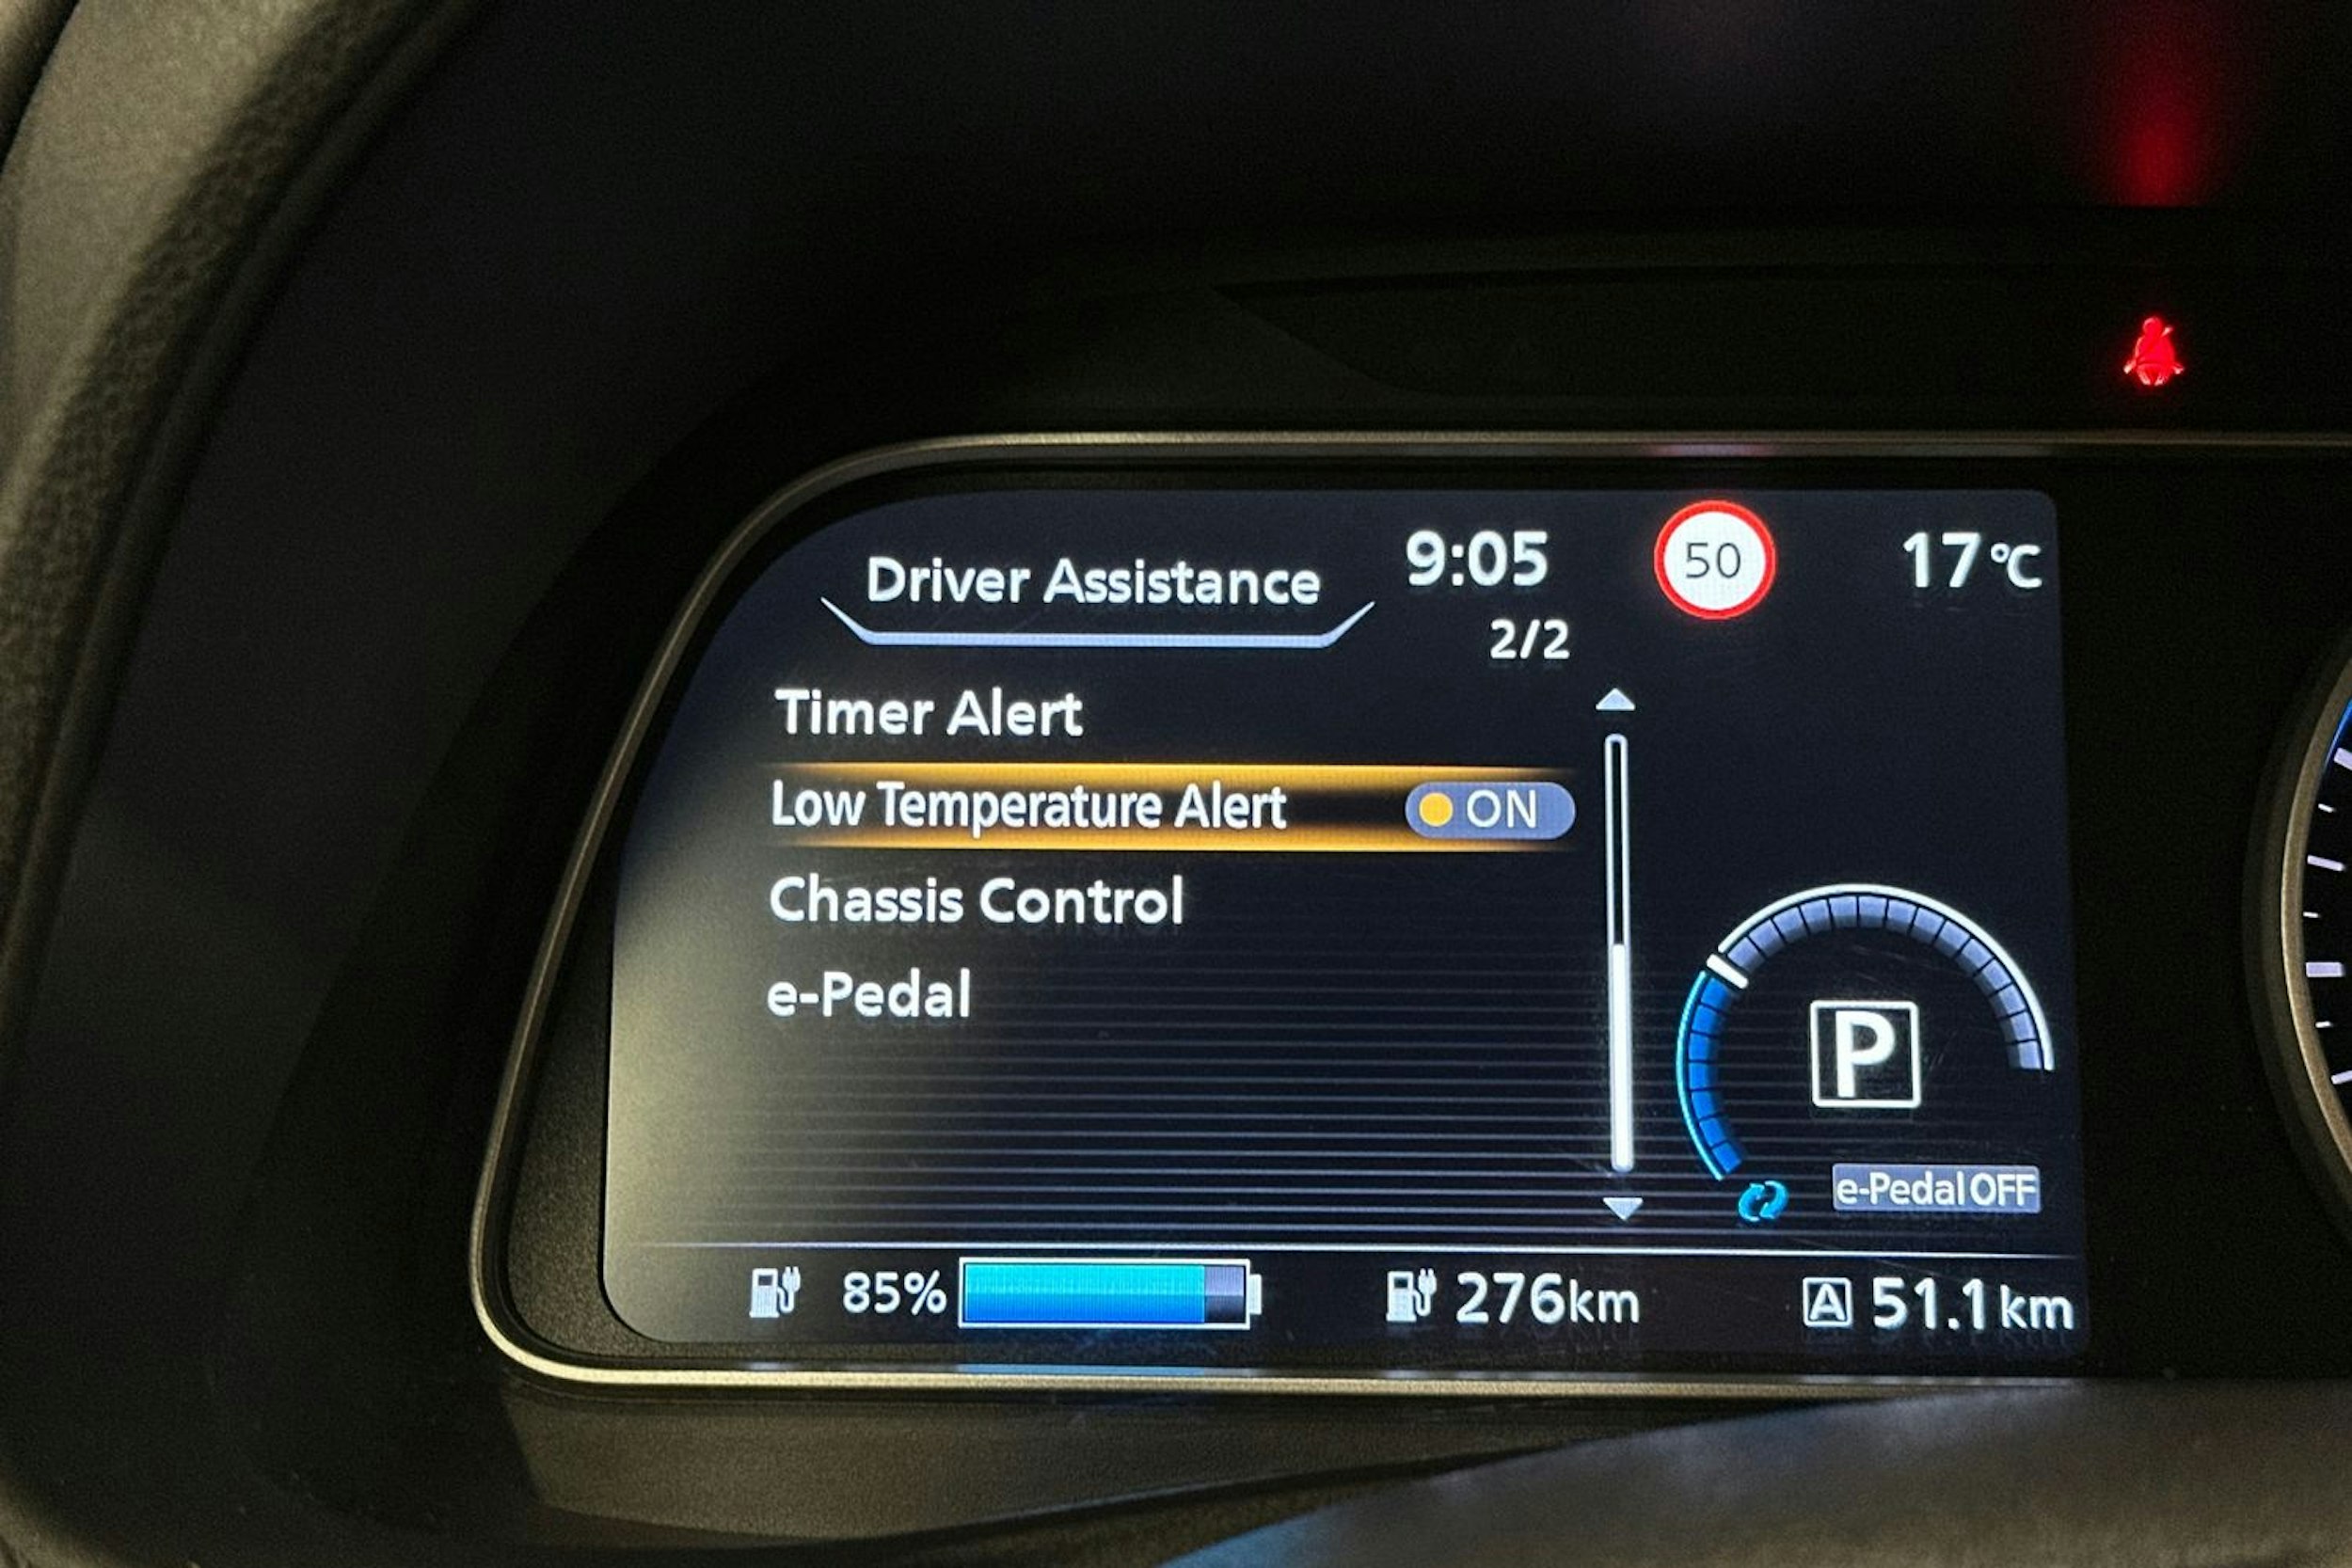 Driver Assistance
9:05
50
17°C
2/2
Timer Alert
Low Temperature Alert ON
Chassis Control
e-Pedal
P
e-Pedal OFF
85%
276km
A 51.1km